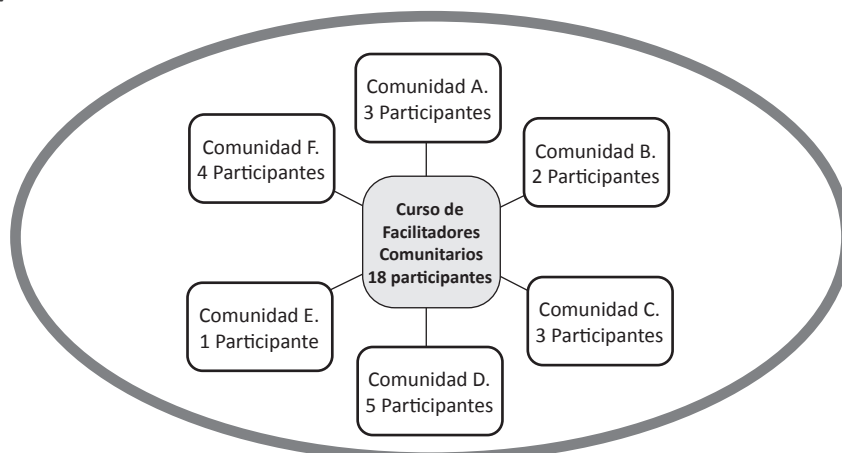 Comunidad A.
3 Participantes
Comunidad F.
4 Participantes
Comunidad B.
2 Participantes
Curso de
Facilitadores
Comunitarios
18 participantes
Comunidad E.
1 Participante
Comunidad C.
3 Participantes
Comunidad D.
5 Participantes